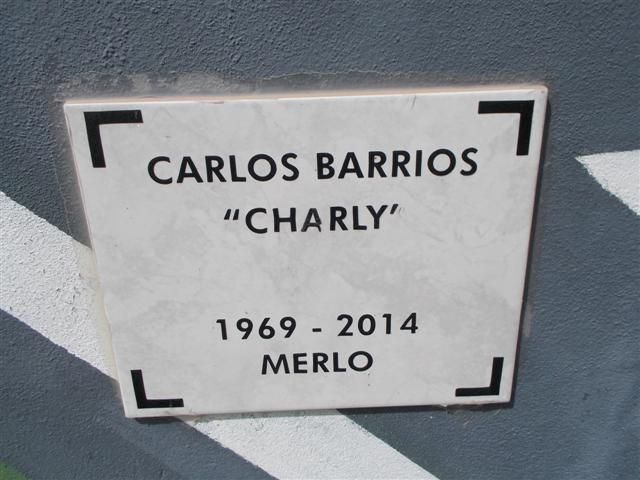 CARLOS BARRIOS
"CHARLY'
1969 - 2014
MERLO